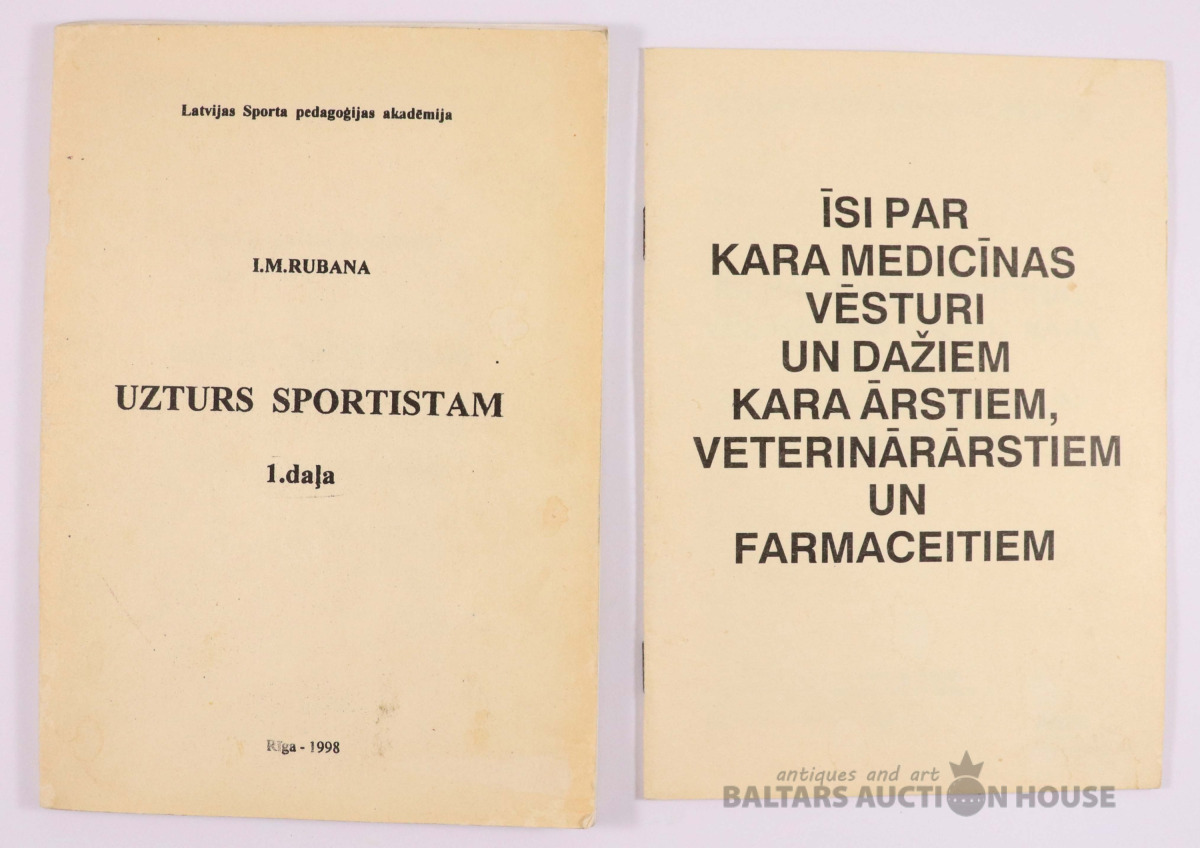 Latvijas Sporta pedagoģijas akadēmija
I.M.RUBANA
UZTURS SPORTISTAM
1.daļa
Rīga - 1998
ĪSI PAR
KARA MEDICĪNAS
VĒSTURI
UN DAŽIEM
KARA ĀRSTIEM,
VETERINĀRĀRSTIEM
UN
FARMACEITIEM
antiques and art
BALTARS AUCTION HOUSE